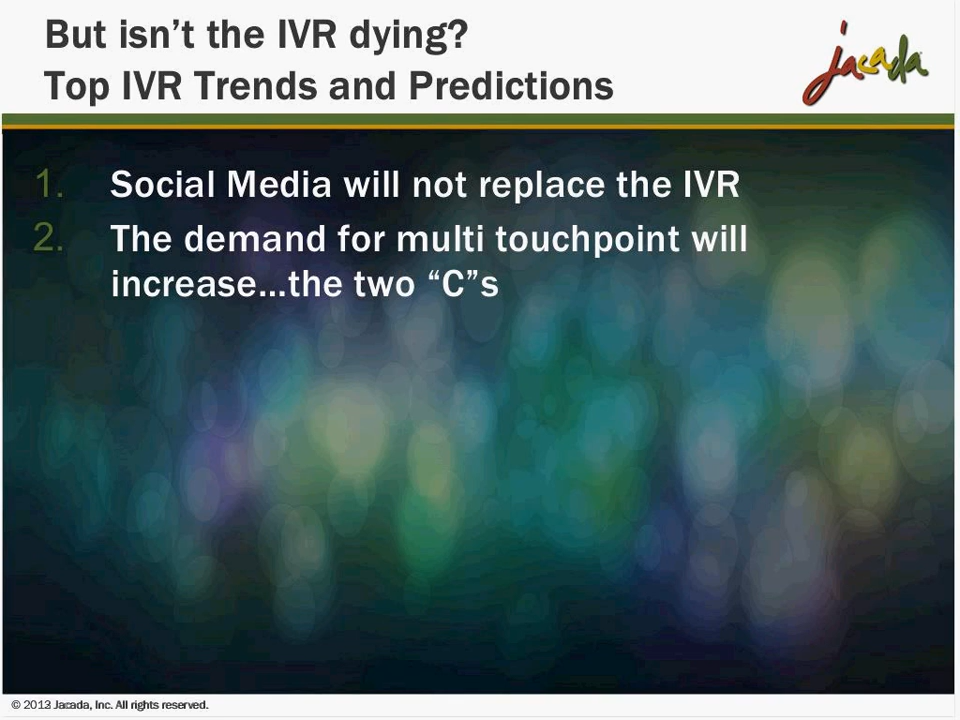 But isn't the IVR dying?
Top IVR Trends and Predictions
jacada
1. Social Media will not replace the IVR
2. The demand for multi touchpoint will
increase...the two “C”s
© 2013 Jacada, Inc. All rights reserved.